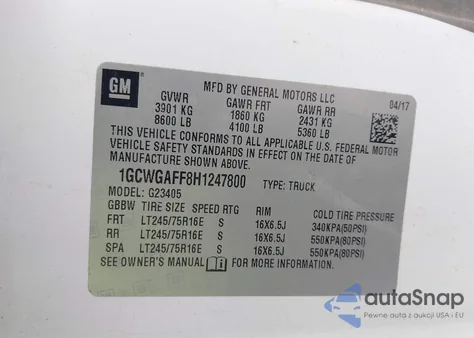 GM
MFD BY GENERAL MOTORS LLC
GVWR GAWR FRT GAWR RR 04/17
3901 KG 1860 KG 2431 KG
8600 LB 4100 LB 5360 LB
THIS VEHICLE CONFORMS TO ALL APPLICABLE U.S. FEDERAL MOTOR
VEHICLE SAFETY STANDARDS IN EFFECT ON THE DATE OF
MANUFACTURE SHOWN ABOVE.
1GCWGAFF8H1247800 TYPE: TRUCK
MODEL: G23405
GBBW TIRE SIZE SPEED RTG RIM COLD TIRE PRESSURE
FRT LT245/75R16E S 16X6.5J 340KPA(50PSI)
RR LT245/75R16E S 16X6.5J 550KPA(80PSI)
SPA LT245/75R16E S 16X6.5J 550KPA(80PSI)
SEE OWNER'S MANUAL FOR MORE INFORMATION.
autaSnap
Pewne auta z USA i EU